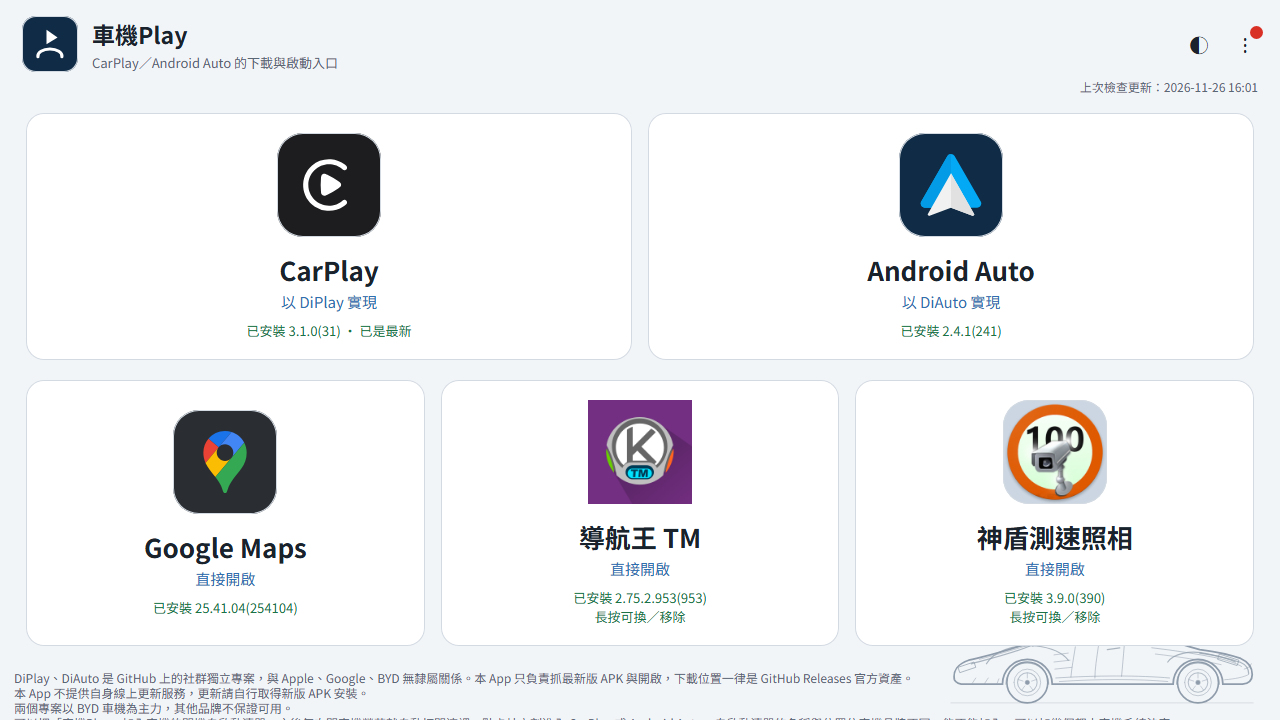 車機Play
CarPlay／Android Auto 的下載與啟動入口
上次檢查更新：2026-11-26 16:01
CarPlay
以 DiPlay 實現
已安裝 3.1.0(31) ・ 已是最新
Android Auto
以 DiAuto 實現
已安裝 2.4.1(241)
Google Maps
直接開啟
已安裝 25.41.04(254104)
K
TM
導航王 TM
直接開啟
已安裝 2.75.2.953(953)
長按可換／移除
100
神盾測速照相
直接開啟
已安裝 3.9.0(390)
長按可換／移除
DiPlay、DiAuto 是 GitHub 上的社群獨立專案，與 Apple、Google、BYD 無隸屬關係。本 App 只負責抓最新版 APK 與開啟，下載位置一律是 GitHub Releases 官方資產。
本 App 不提供自身線上更新服務，更新請自行取得新版 APK 安裝。
兩個專案以 BYD 車機為主力，其他品牌不保證可用。